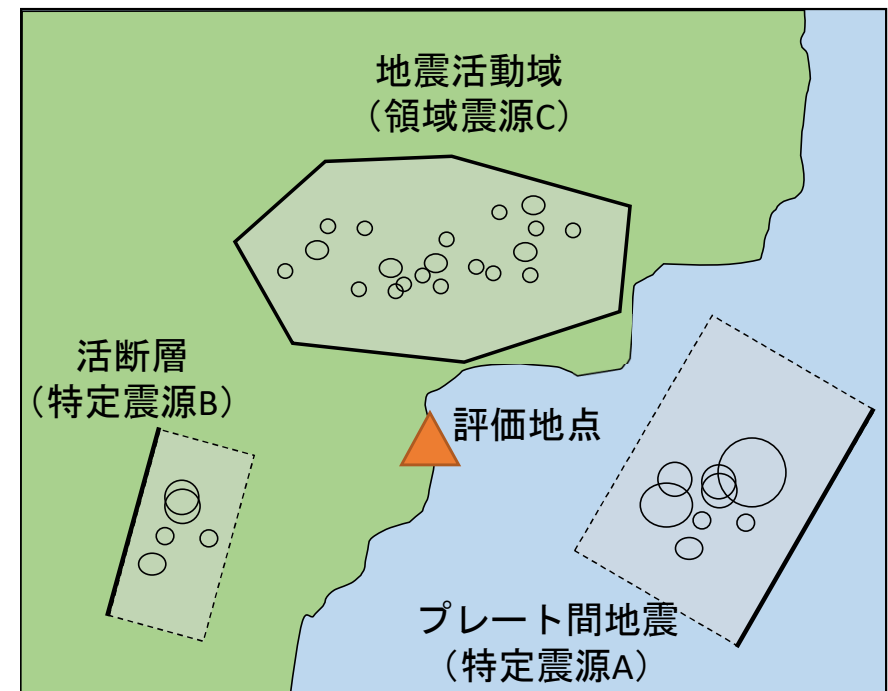 地震活動域
（領域震源C）
活断層
（特定震源B）
評価地点
プレート間地震
（特定震源A）